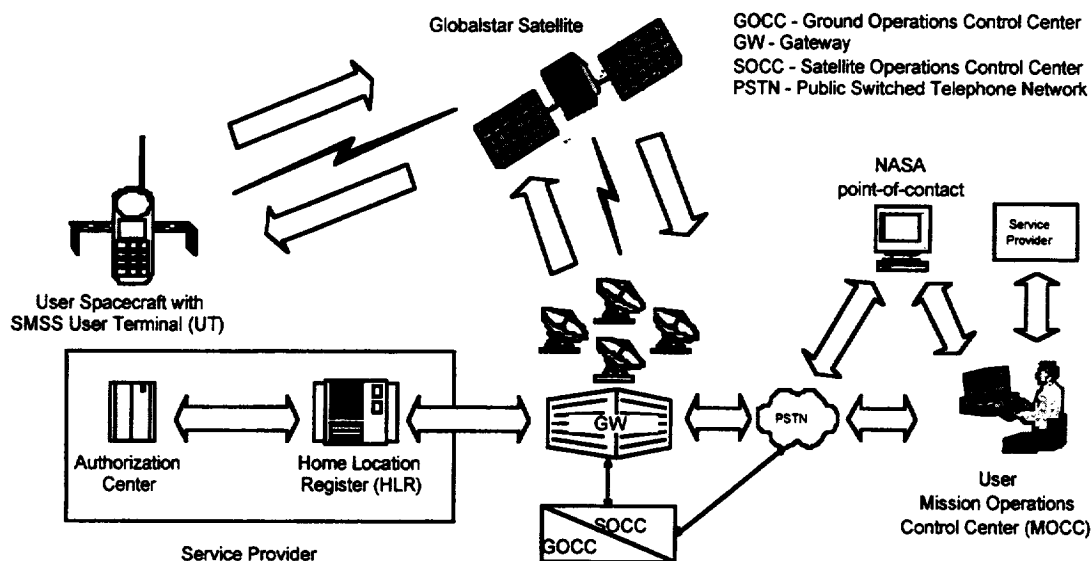 Globalstar Satellite
GOCC - Ground Operations Control Center
GW - Gateway
SOCC - Satellite Operations Control Center
PSTN - Public Switched Telephone Network
NASA
point-of-contact
Service
Provider
User Spacecraft with
SMSS User Terminal (UT)
GW
PSTN
Authorization
Center
Home Location
Register (HLR)
User
Mission Operations
Control Center (MOCC)
SOCC
GOCC
Service Provider